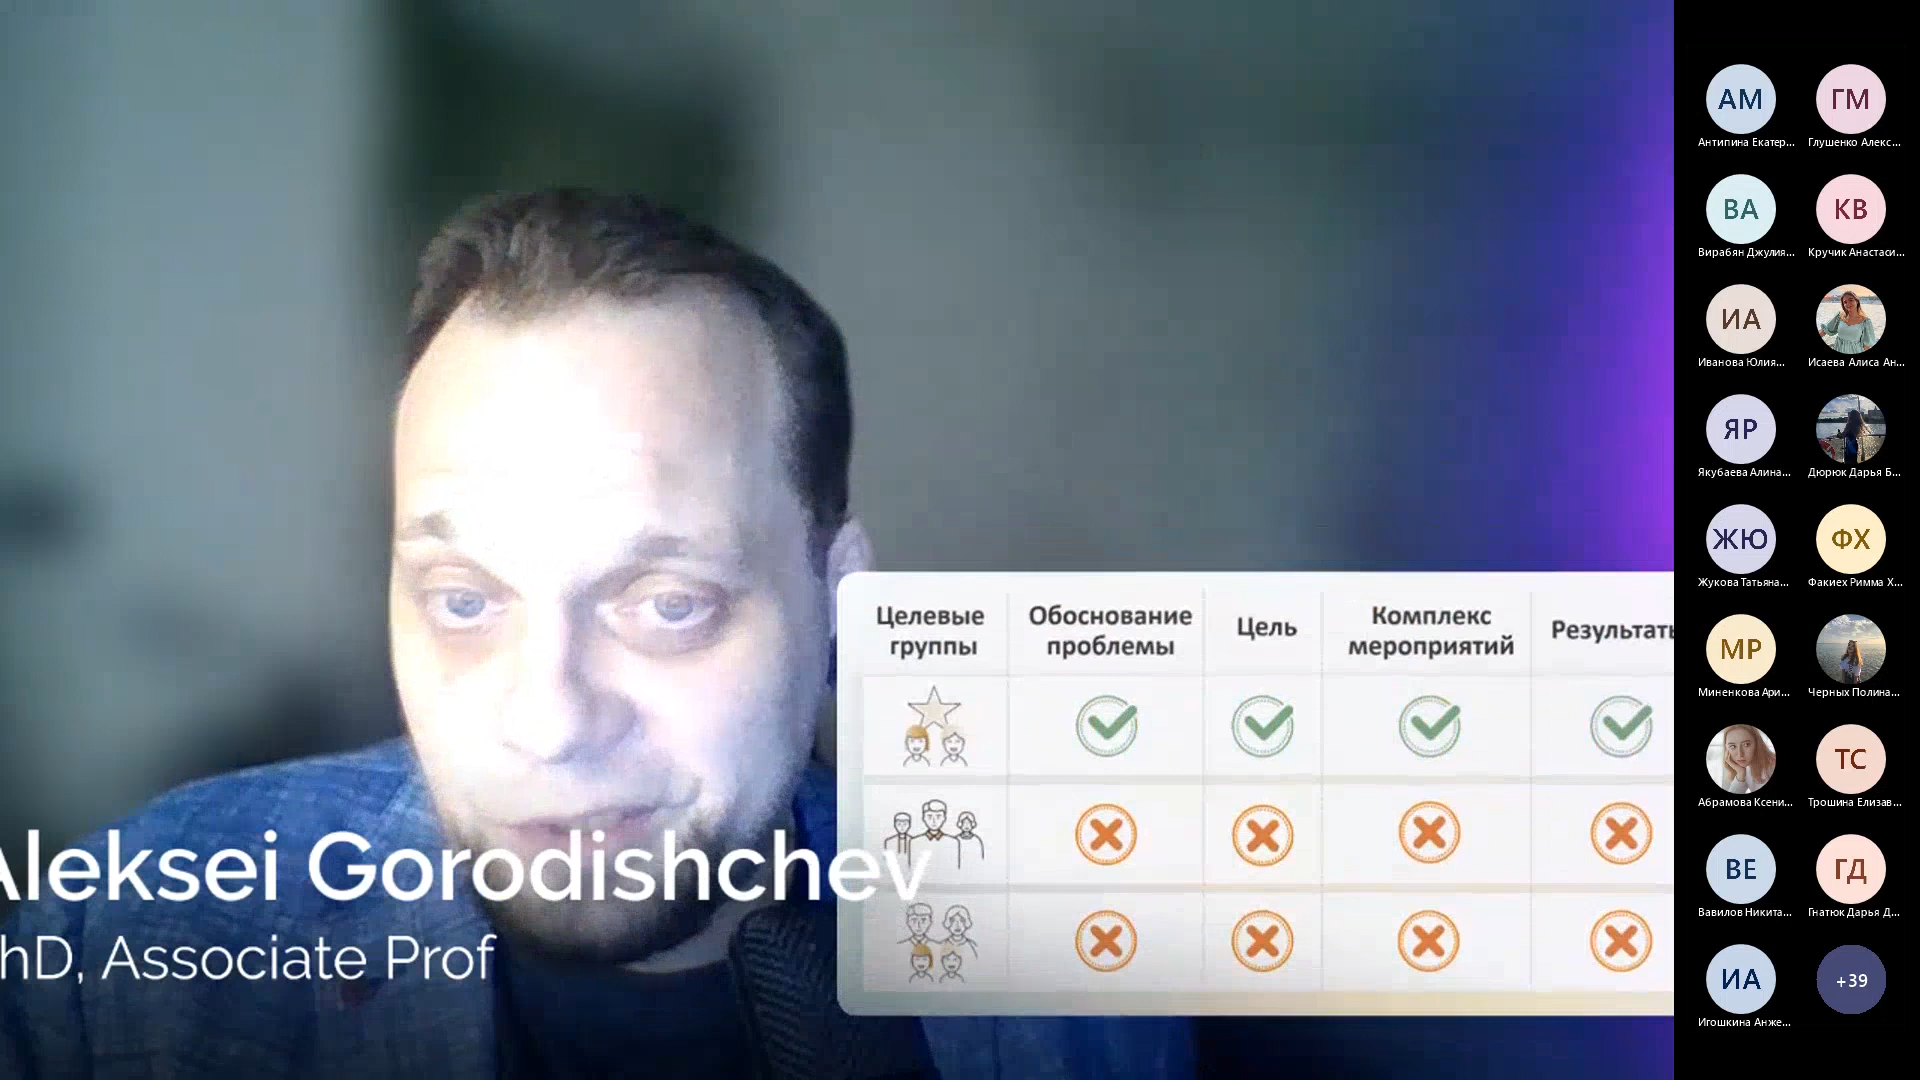 Aleksei Gorodishchev
hD, Associate Prof
Целевые
группы
Обоснование
проблемы
Цель
Комплекс
мероприятий
Результаты
АМ
Антипина Екатер...
ГМ
Глушенко Алекс...
ВА
Вирабян Джулия...
КВ
Кручик Анастаси...
ИА
Иванова Юлия...
Исаева Алиса Ан...
ЯР
Якубаева Алина...
Дюрюк Дарья Б...
ЖЮ
Жукова Татьяна...
ФХ
Факиех Римма Х...
МР
Миненкова Ари...
Черных Полина...
Абрамова Ксени...
ТС
Трошина Елизав...
ВЕ
Вавилов Никита...
ГД
Гнатюк Дарья Д...
ИА
Игошкина Анже...
+39